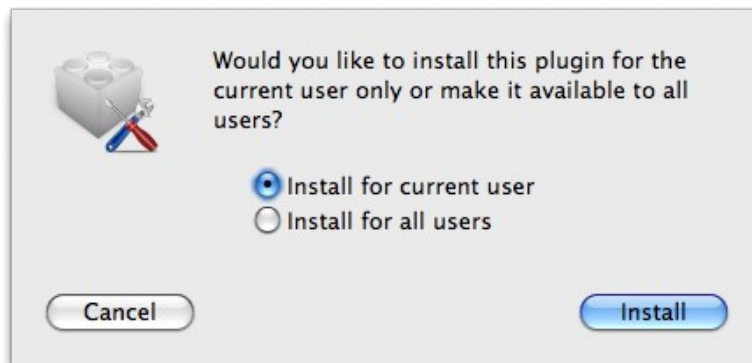 Would you like to install this plugin for the
current user only or make it available to all
users?
Install for current user
Install for all users
Cancel
Install